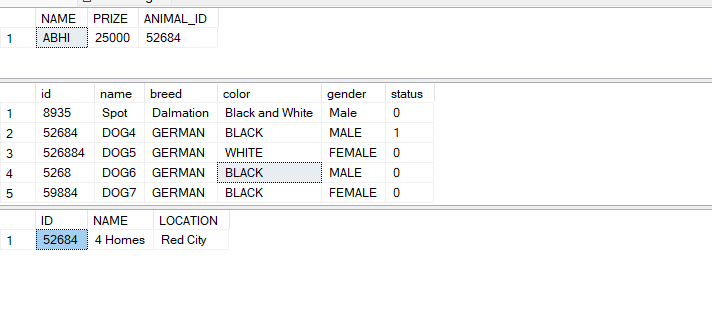 NAME PRIZE ANIMAL_ID
1 ABHI 25000 52684
id name breed color gender status
1 8935 Spot Dalmation Black and White Male 0
2 52684 DOG4 GERMAN BLACK MALE 1
3 526884 DOG5 GERMAN WHITE FEMALE 0
4 5268 DOG6 GERMAN BLACK MALE 0
5 59884 DOG7 GERMAN BLACK FEMALE 0
ID NAME LOCATION
1 52684 4 Homes Red City